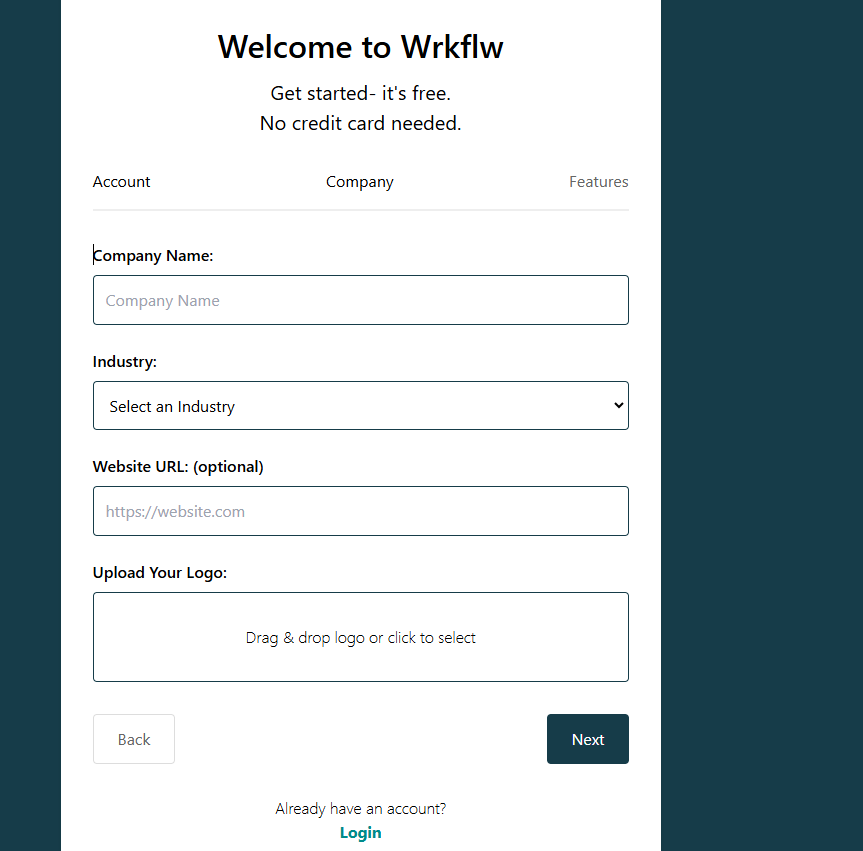 Welcome to Wrkflw
Get started- it's free.
No credit card needed.
Account Company Features
Company Name:
Company Name
Industry:
Select an Industry
Website URL: (optional)
https://website.com
Upload Your Logo:
Drag & drop logo or click to select
Back Next
Already have an account?
Login